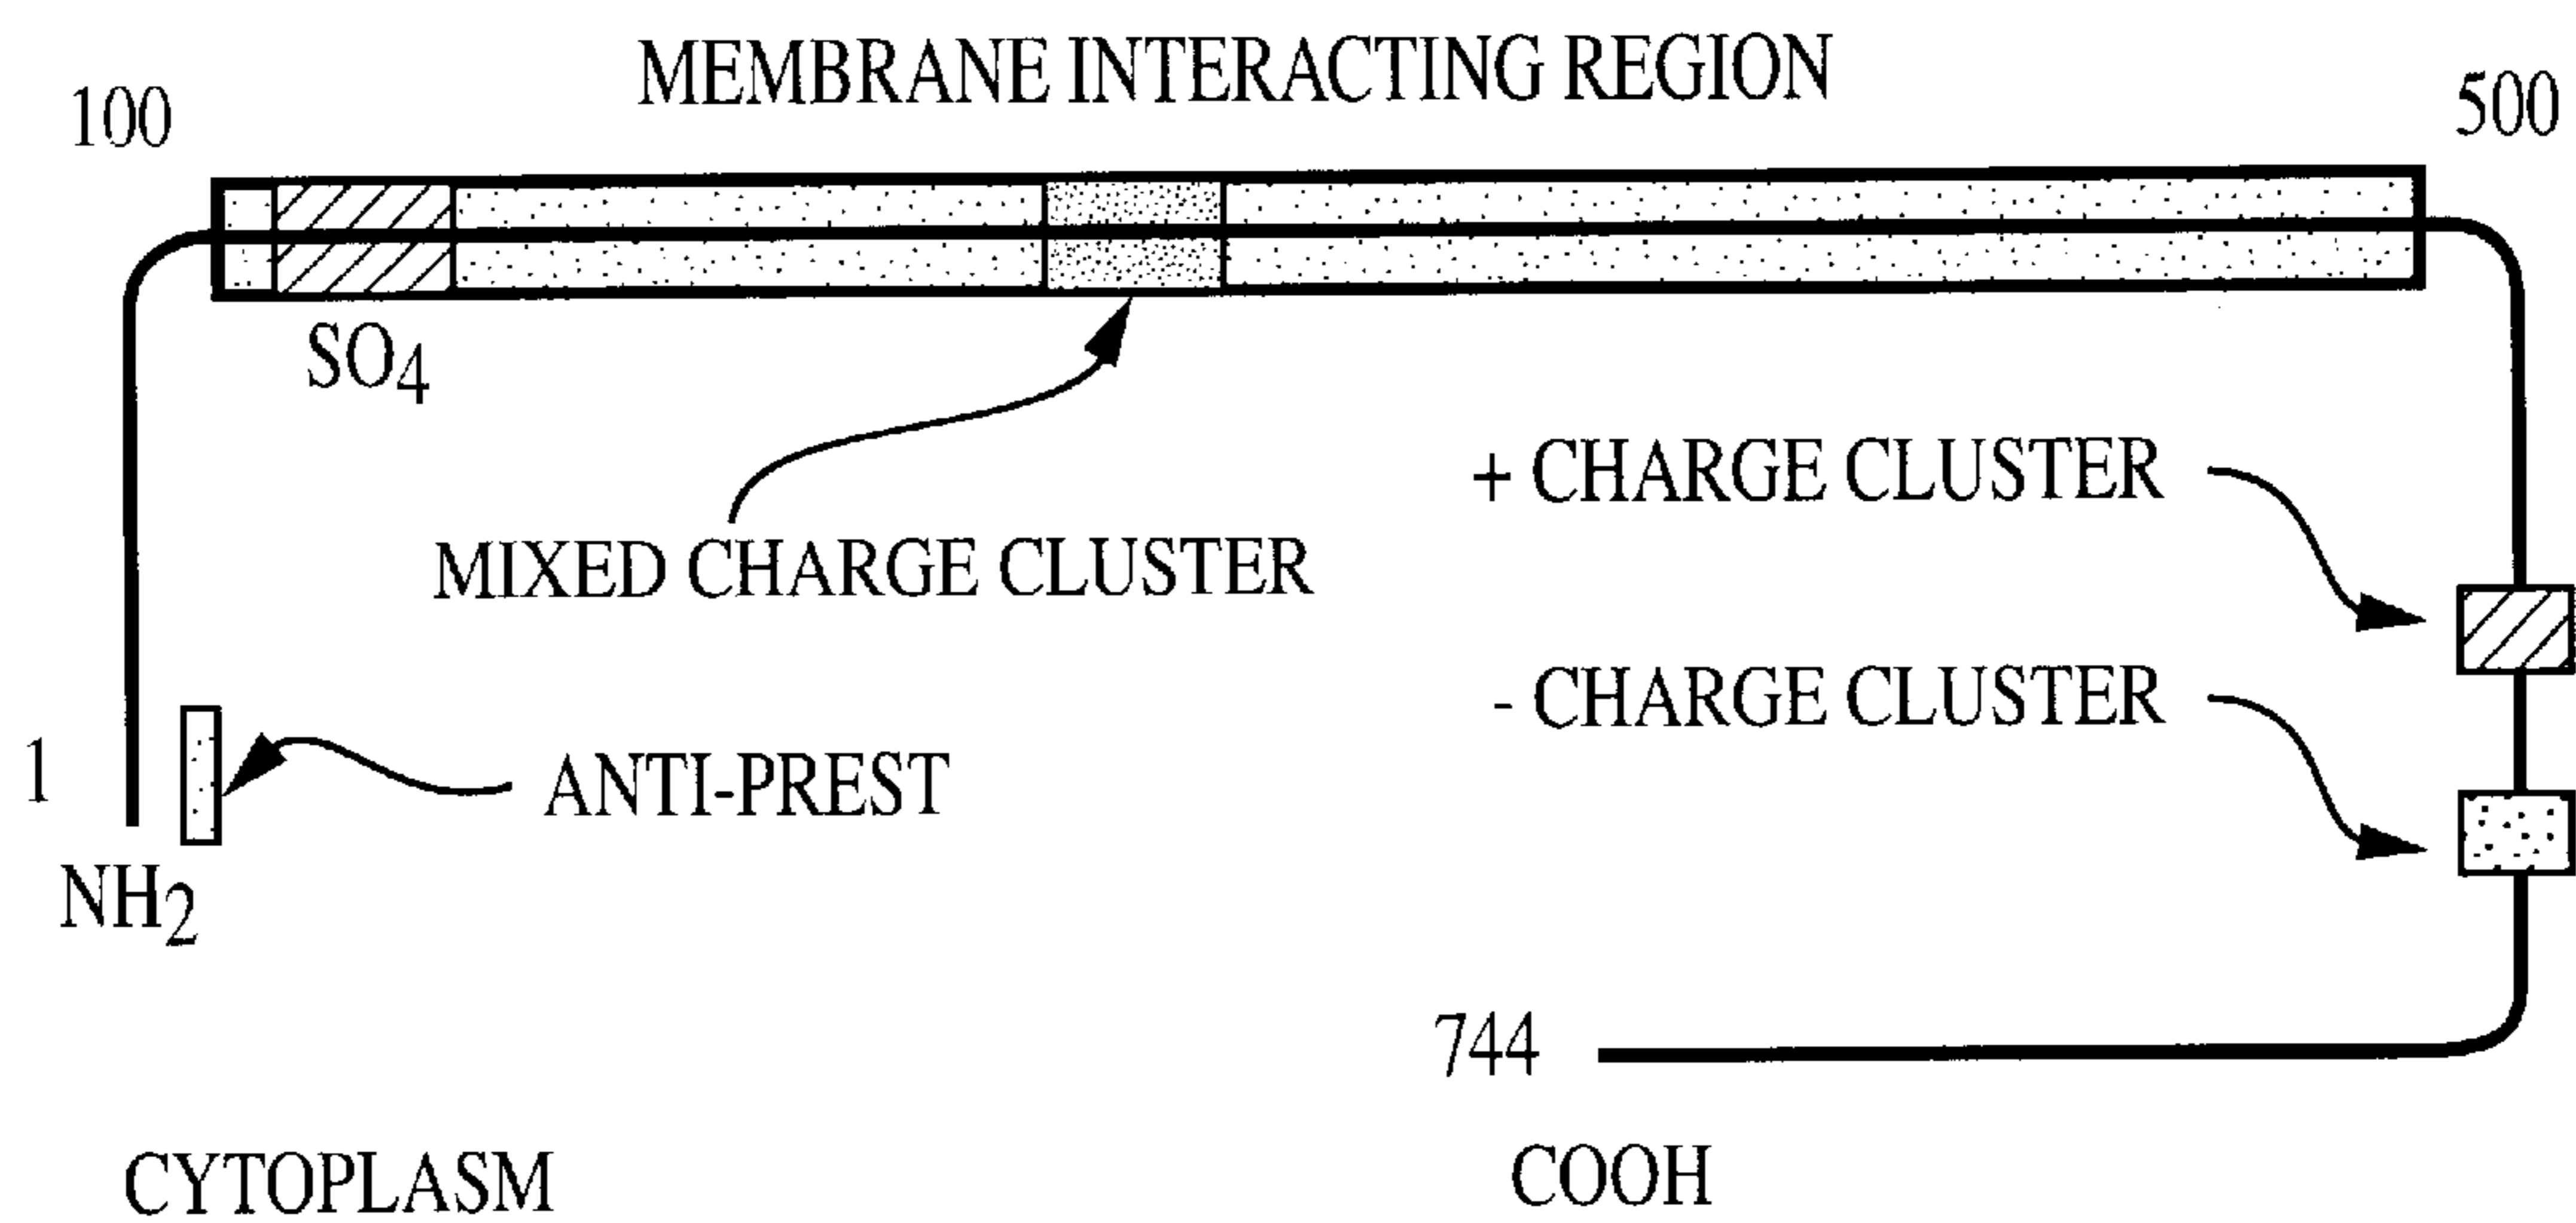 MEMBRANE INTERACTING REGION
100
500
SO4
+ CHARGE CLUSTER
MIXED CHARGE CLUSTER
- CHARGE CLUSTER
1
ANTI-PREST
NH2
744
CYTOPLASM
COOH